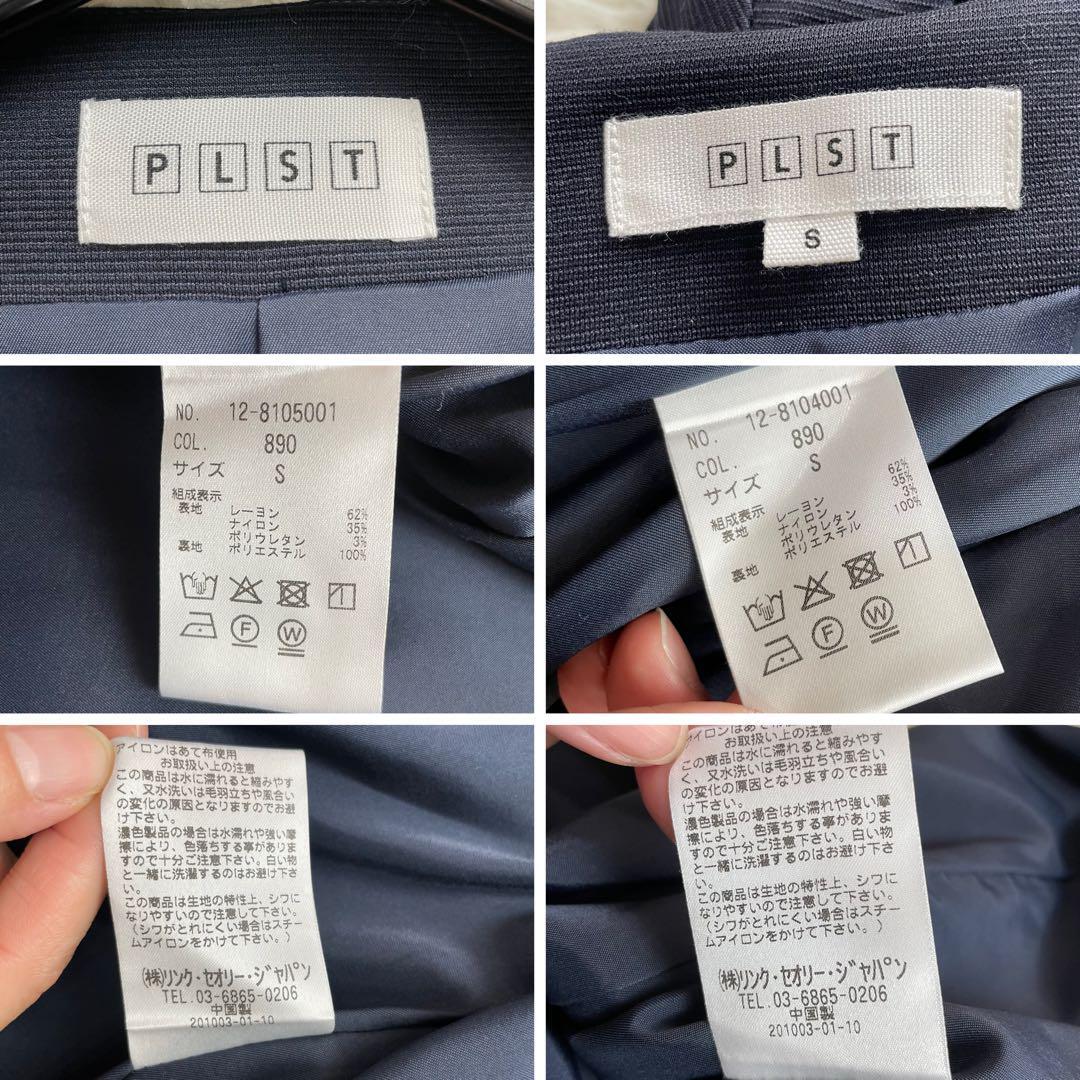 PLST
PLST
S
NO. 12-8105001
COL. 890
サイズ S
組成表示
表地 レーヨン 62%
ナイロン 35%
ポリウレタン 3%
裏地 ポリエステル 100%
F
W
NO. 12-8104001
COL. 890
サイズ S
組成表示
表地 レーヨン 62%
ナイロン 35%
ポリウレタン 3%
裏地 ポリエステル 100%
F
W
アイロンはあて布使用
お取扱い上の注意
この商品は水に濡れると縮みやす
く、又水洗いは毛羽立ちや風合い
の変化の原因となりますのでお避
け下さい。
濃色製品の場合は水濡れや強い摩
擦により、色落ちする事がありま
すので十分ご注意下さい。白い物
と一緒に洗濯するのはお避け下さ
い。
この商品は生地の特性上、シワに
なりやすいので注意して下さい。
(シワがとれにくい場合はスチー
ムアイロンをかけて下さい。)
㈱リンク・セオリー・ジャパン
TEL.03-6865-0206
中国製
201003-01-10
アイロンはあて布使用
お取扱い上の注意
この商品は水に濡れると縮みやす
く、又水洗いは毛羽立ちや風合い
の変化の原因となりますのでお避
け下さい。
濃色製品の場合は水濡れや強い摩
擦により、色落ちする事がありま
すので十分ご注意下さい。白い物
と一緒に洗濯するのはお避け下さ
い。
この商品は生地の特性上、シワに
なりやすいので注意して下さい。
(シワがとれにくい場合はスチー
ムアイロンをかけて下さい。)
㈱リンク・セオリー・ジャパン
TEL.03-6865-0206
中国製
201003-01-10